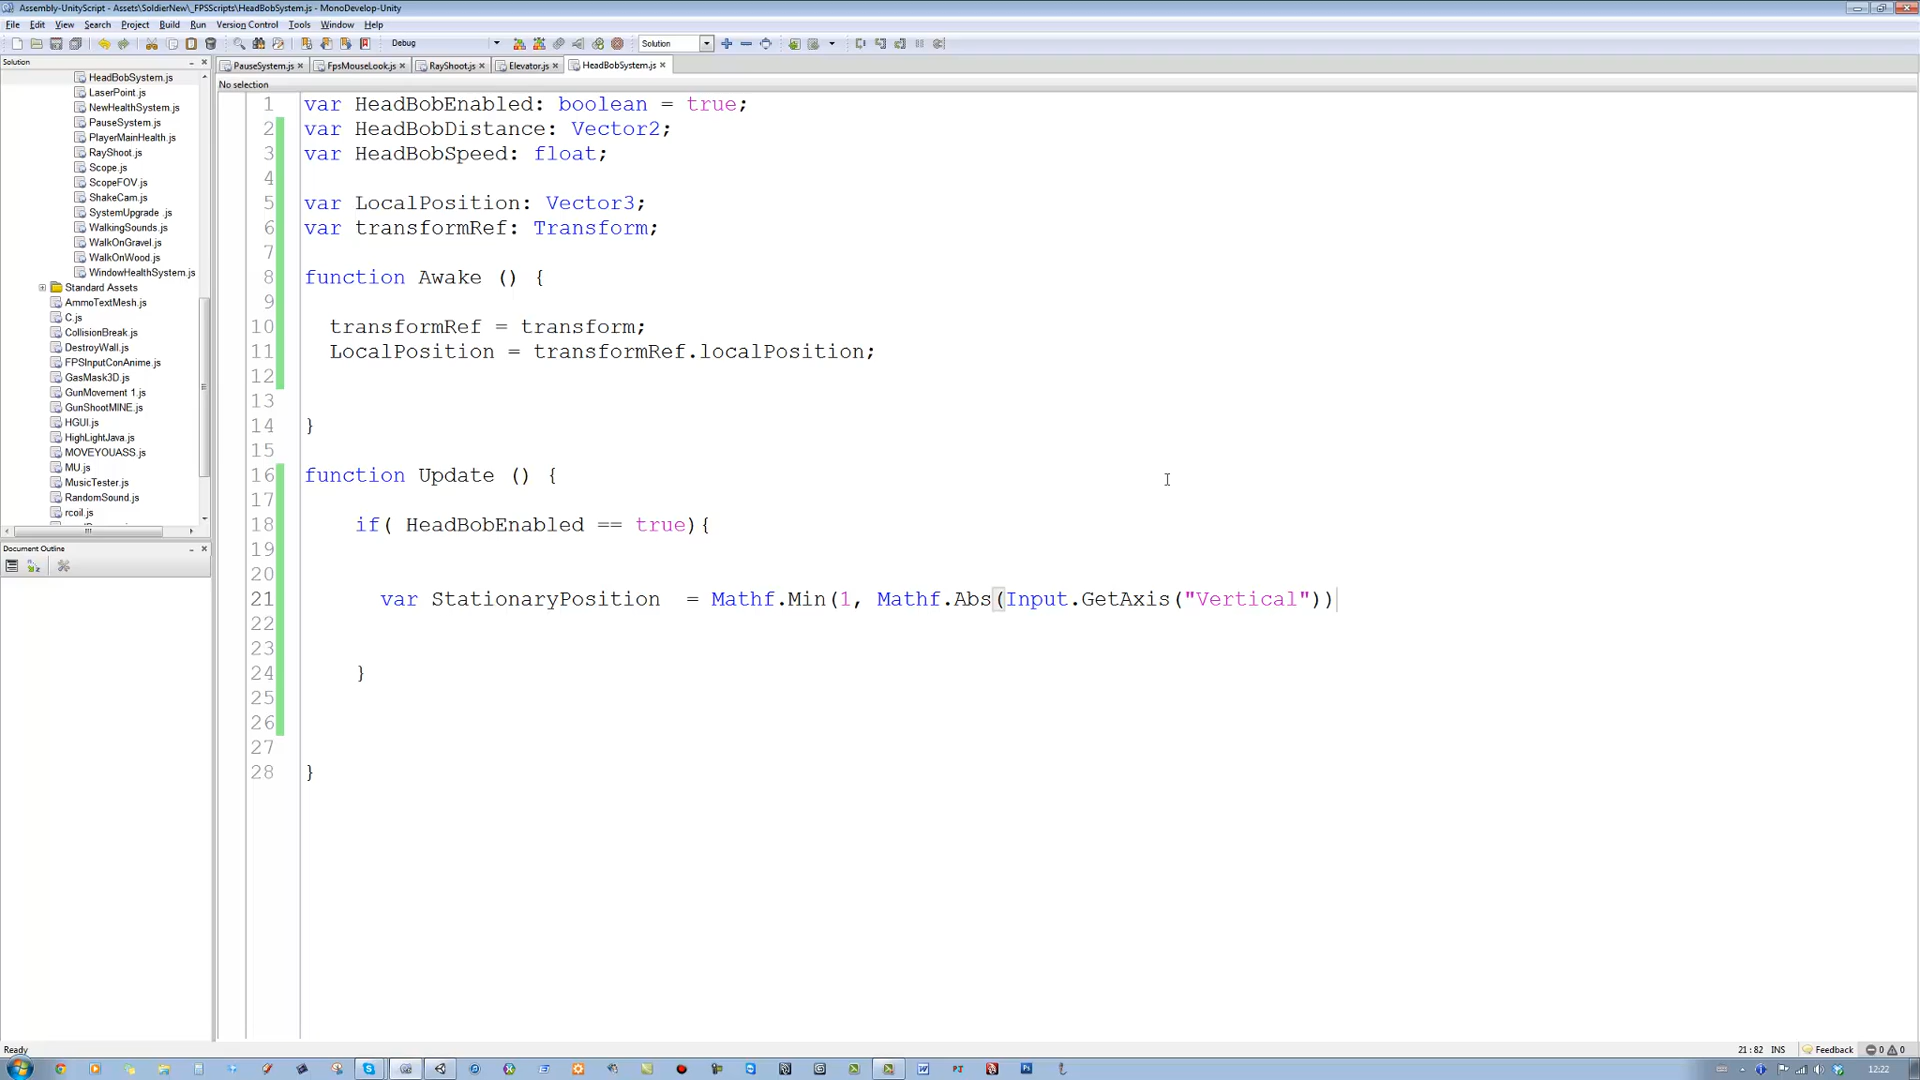 Assembly-UnityScript - Assets\SoldierNew\_FPSScripts\HeadBobSystem.js - MonoDevelop-Unity
File Edit View Search Project Build Run Version Control Tools Window Help
Debug
Solution
Solution
PauseSystem.js × FpsMouseLook.js × RayShoot.js × Elevator.js × HeadBobSystem.js ×
No selection
HeadBobSystem.js
LaserPoint.js
NewHealthSystem.js
PauseSystem.js
PlayerMainHealth.js
RayShoot.js
Scope.js
ScopeFOV.js
ShakeCam.js
SystemUpgrade .js
WalkingSounds.js
WalkOnGravel.js
WalkOnWood.js
WindowHealthSystem.js
Standard Assets
AmmoTextMesh.js
C.js
CollisionBreak.js
DestroyWall.js
FPSInputConAnime.js
GasMask3D.js
GunMovement 1.js
GunShootMINE.js
HGUI.js
HighLightJava.js
MOVEYOUASS.js
MU.js
MusicTester.js
RandomSound.js
rcoil.js
Document Outline
1 var HeadBobEnabled: boolean = true;
2 var HeadBobDistance: Vector2;
3 var HeadBobSpeed: float;
4
5 var LocalPosition: Vector3;
6 var transformRef: Transform;
7
8 function Awake () {
9
10 transformRef = transform;
11 LocalPosition = transformRef.localPosition;
12
13
14 }
15
16 function Update () {
17
18 if( HeadBobEnabled == true){
19
20
21 var StationaryPosition  = Mathf.Min(1, Mathf.Abs(Input.GetAxis("Vertical"))
22
23
24 }
25
26
27
28 }
Ready
21 : 82 INS Feedback 0 0
12:22